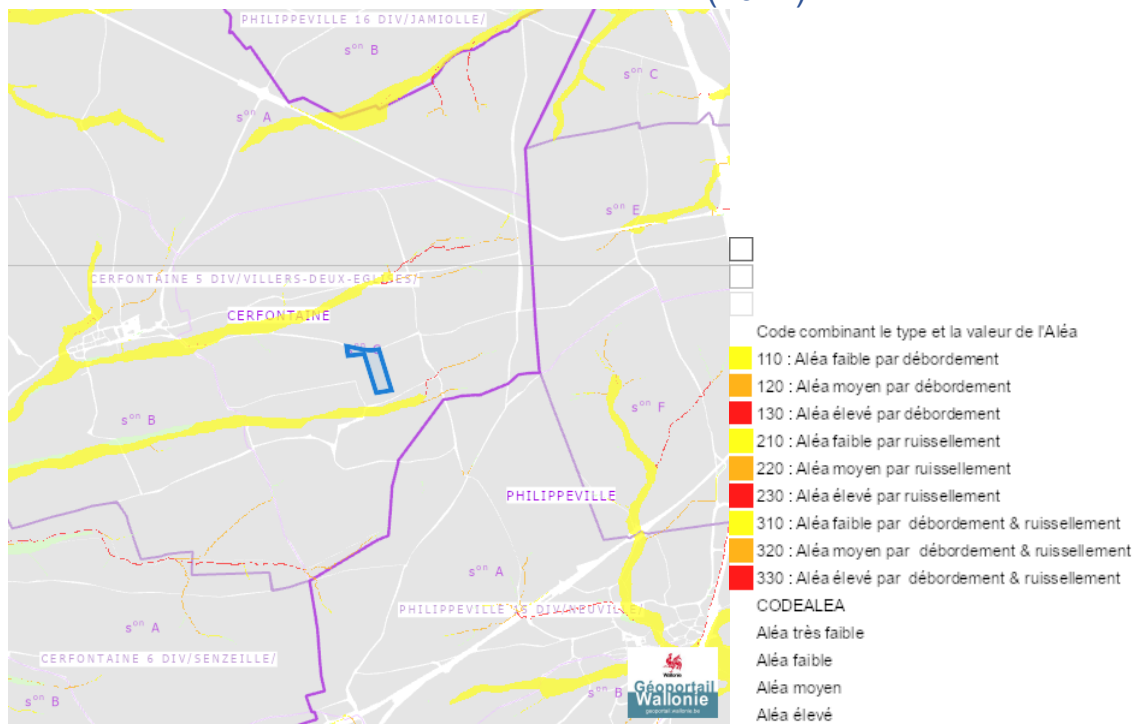 PHILIPPEVILLE 16 DIV/JAMIOLLE/
sᵒⁿ B
sᵒⁿ C
sᵒⁿ A
sᵒⁿ E
CERFONTAINE 5 DIV/VILLERS-DEUX-EGLISES/
CERFONTAINE
sᵒⁿ B
sᵒⁿ F
PHILIPPEVILLE
sᵒⁿ A
PHILIPPEVILLE 15 DIV/NEUVILLE/
sᵒⁿ A
CERFONTAINE 6 DIV/SENZEILLE/
sᵒⁿ B
sᵒⁿ B
Wallonie
Géoportail
Wallonie
geoportail.wallonie.be
Code combinant le type et la valeur de l'Aléa
110 : Aléa faible par débordement
120 : Aléa moyen par débordement
130 : Aléa élevé par débordement
210 : Aléa faible par ruissellement
220 : Aléa moyen par ruissellement
230 : Aléa élevé par ruissellement
310 : Aléa faible par débordement & ruissellement
320 : Aléa moyen par débordement & ruissellement
330 : Aléa élevé par débordement & ruissellement
CODEALEA
Aléa très faible
Aléa faible
Aléa moyen
Aléa élevé